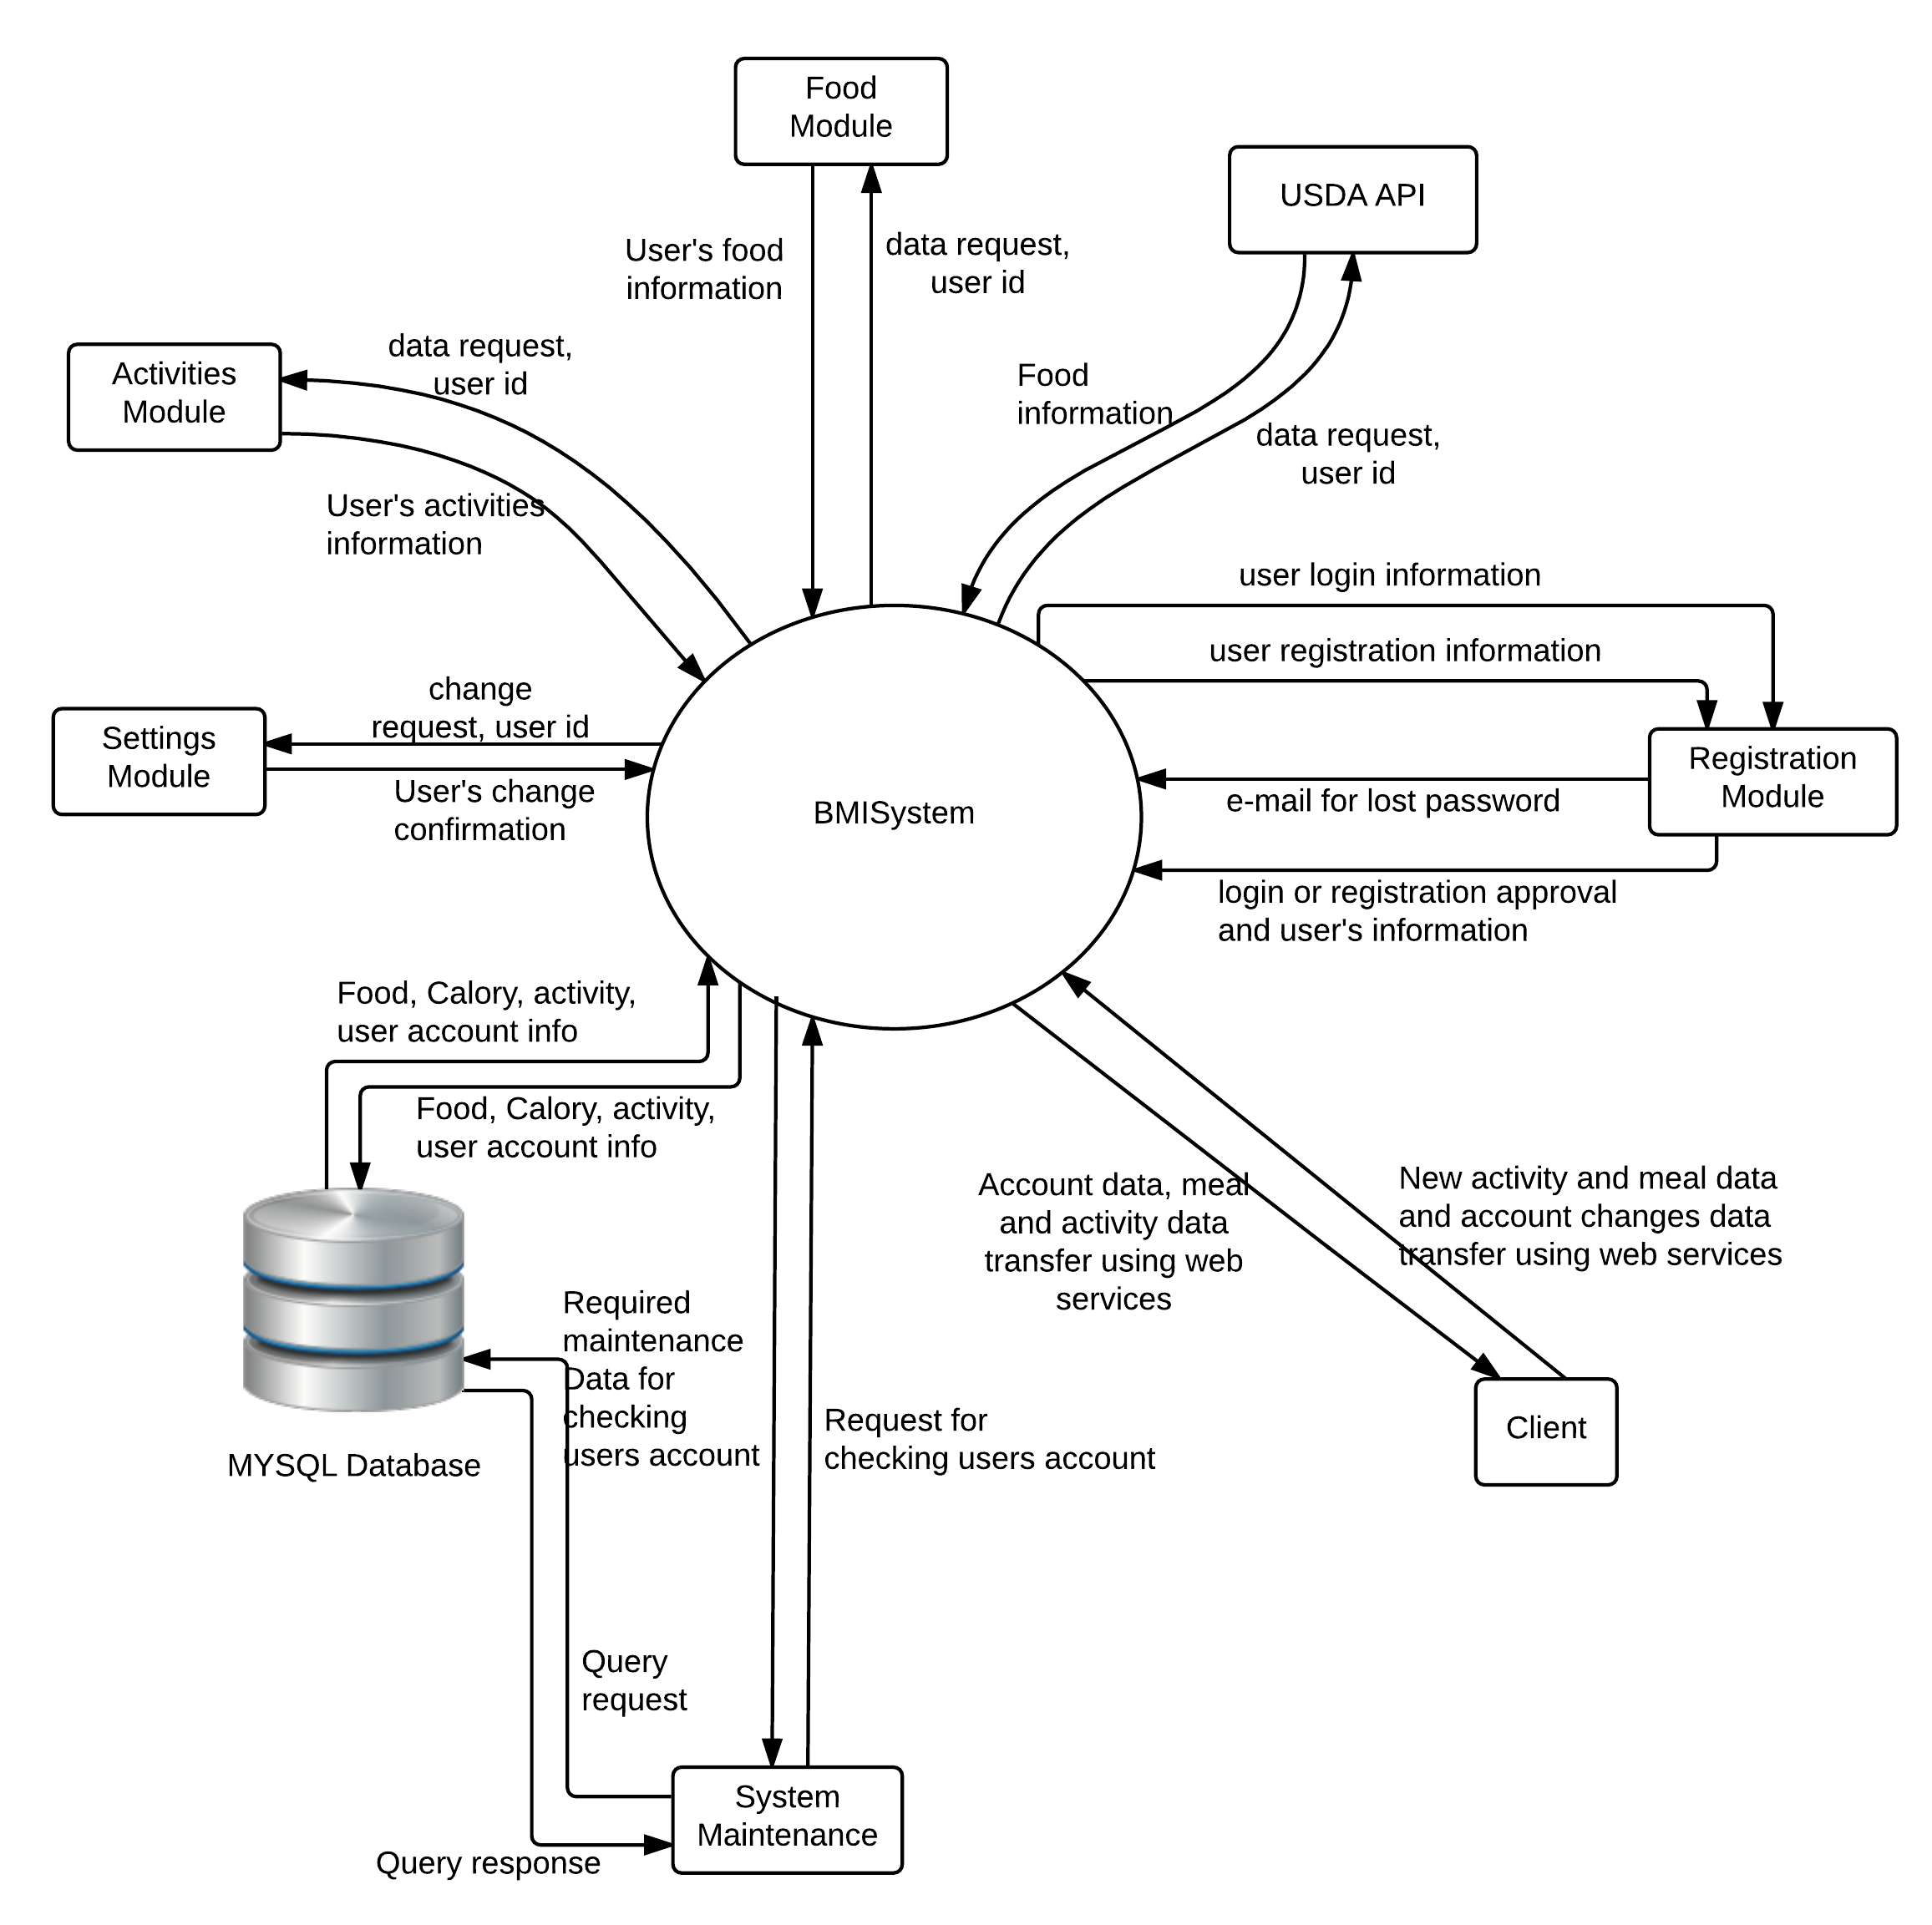 Food
Module
USDA API
User's food
information
data request,
user id
Activities
Module
data request,
user id
Food
information
data request,
user id
User's activities
information
user login information
user registration information
Settings
Module
change
request, user id
User's change
confirmation
BMISystem
Registration
Module
e-mail for lost password
login or registration approval
and user's information
Food, Calory, activity,
user account info
Food, Calory, activity,
user account info
Account data, meal
and activity data
transfer using web
services
New activity and meal data
and account changes data
transfer using web services
Required
maintenance
Data for
checking
users account
Request for
checking users account
Client
MYSQL Database
Query
request
System
Maintenance
Query response